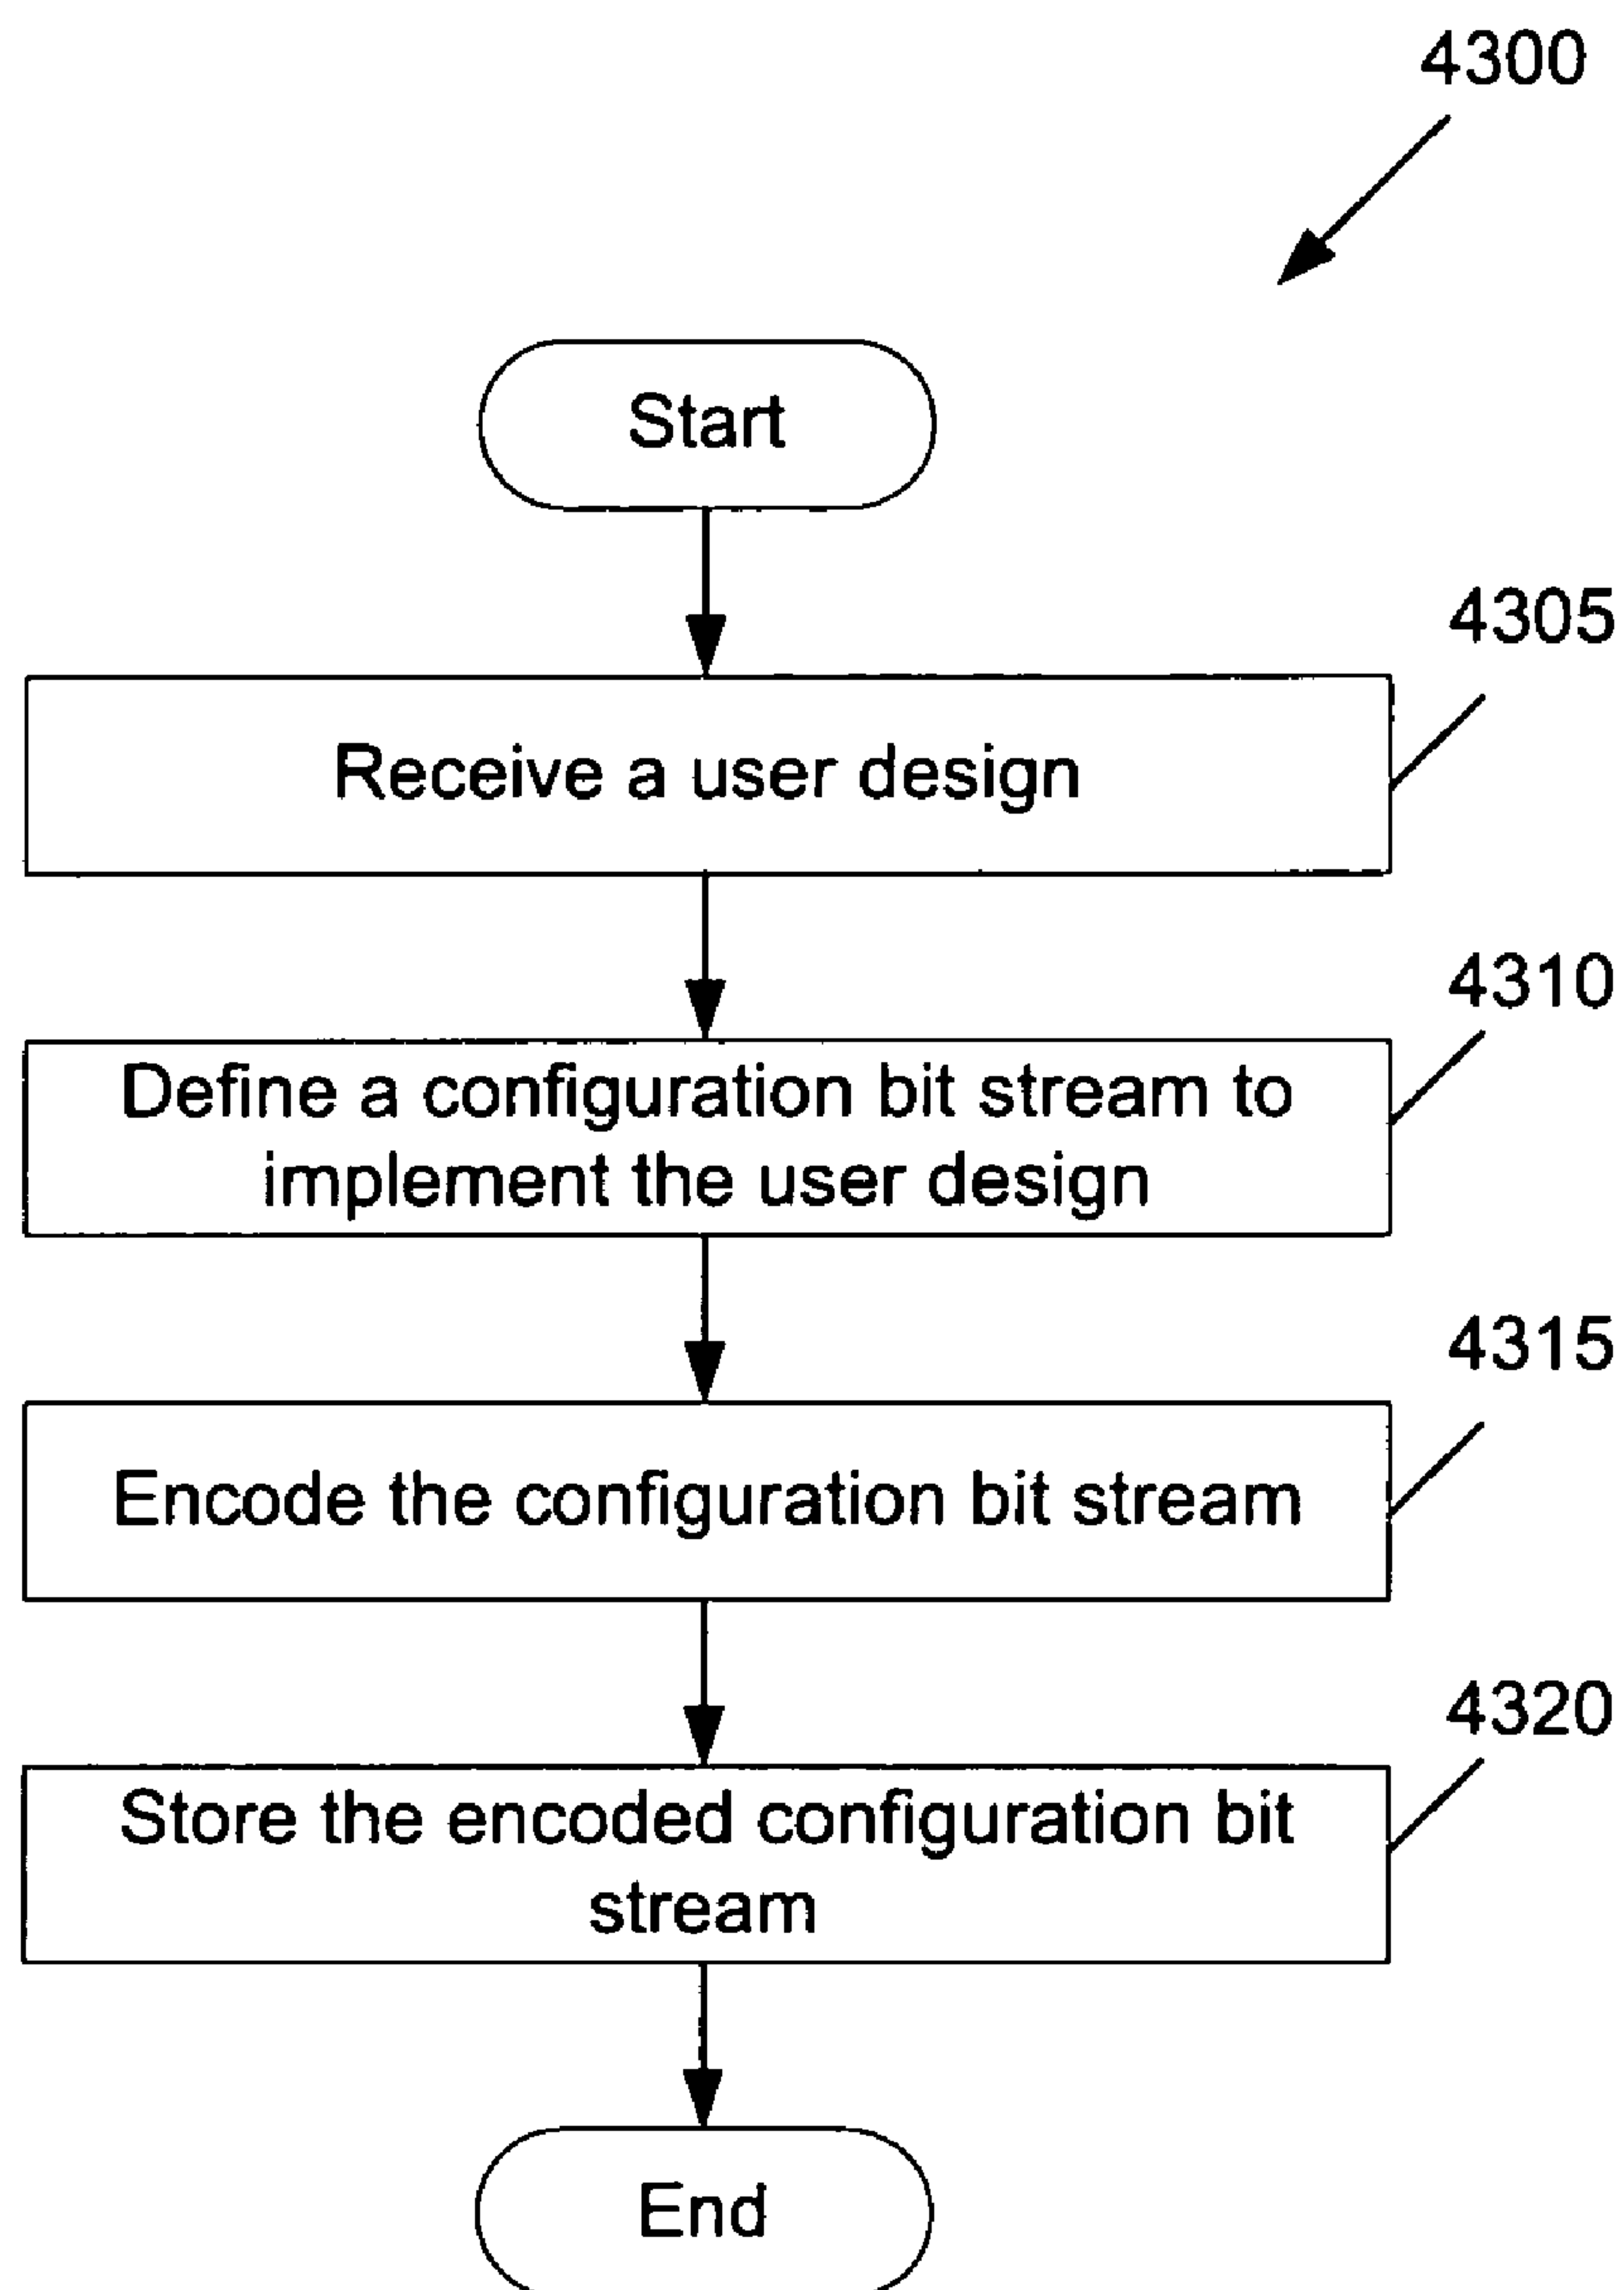 4300
Start
4305
Receive a user design
4310
Define a configuration bit stream to
implement the user design
4315
Encode the configuration bit stream
4320
Store the encoded configuration bit
stream
End